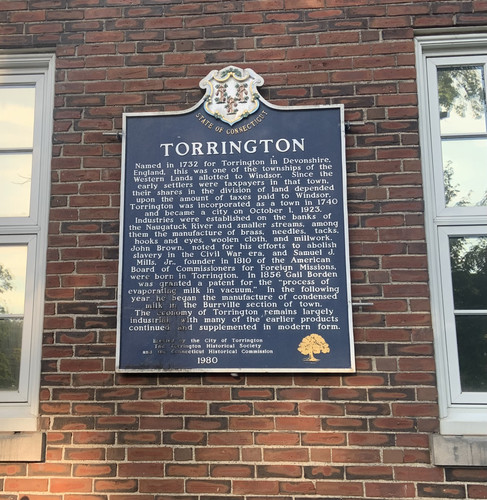 STATE OF CONNECTICUT
TORRINGTON
Named in 1732 for Torrington in Devonshire,
England, this was one of the townships of the
Western Lands allotted to Windsor. Since the
early settlers were taxpayers in that town,
their shares in the division of land depended
upon the amount of taxes paid to Windsor.
Torrington was incorporated as a town in 1740
and became a city on October 1, 1923.
Industries were established on the banks of
the Naugatuck River and smaller streams, among
them the manufacture of brass, needles, tacks,
hooks and eyes, woolen cloth, and millwork.
John Brown, noted for his efforts to abolish
slavery in the Civil War era, and Samuel J.
Mills, Jr., founder in 1810 of the American
Board of Commissioners for Foreign Missions,
were born in Torrington. In 1856 Gail Borden
was granted a patent for the "process of
evaporating milk in vacuum." In the following
year he began the manufacture of condensed
milk in the Burrville section of town.
The economy of Torrington remains largely
industrial with many of the earlier products
continued and supplemented in modern form.
by the City of Torrington
The Torrington Historical Society
and the Connecticut Historical Commission
1980